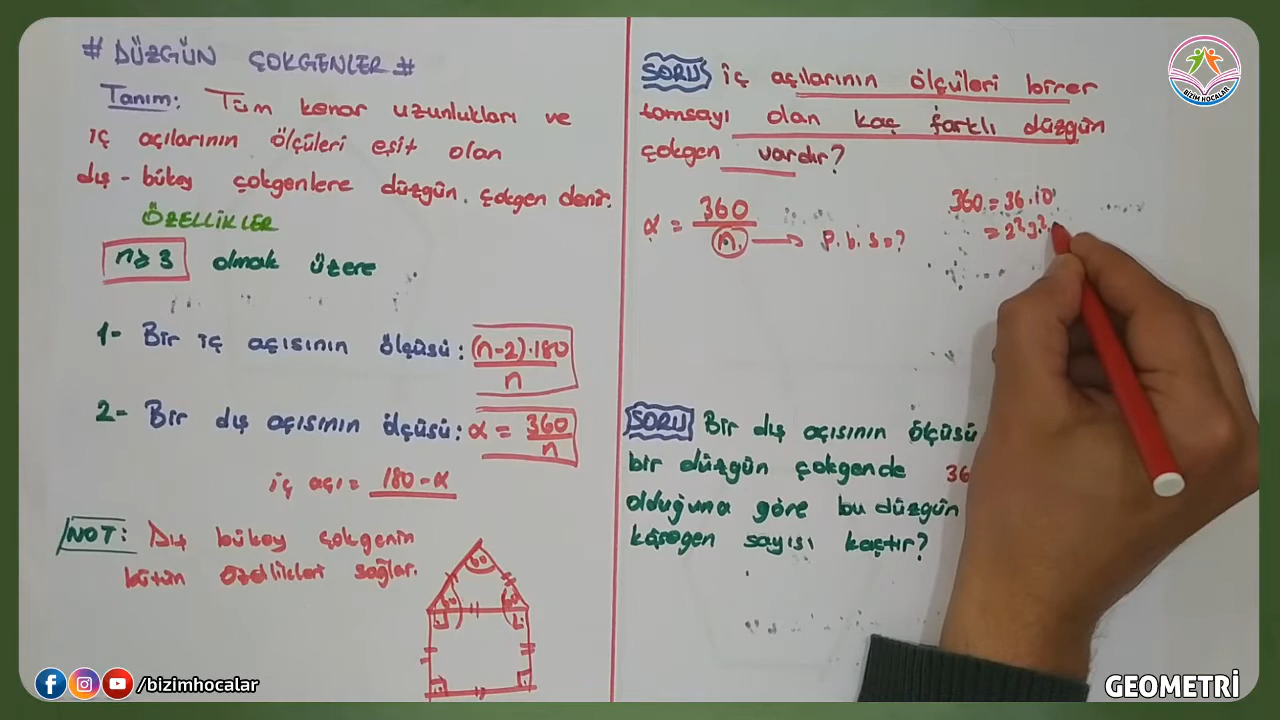 # DÜZGÜN ÇOKGENLER #
Tanım: Tüm kenar uzunlukları ve
iç açılarının ölçüleri eşit olan
dış-bükey çokgenlere düzgün çokgen denir.
ÖZELLİKLER
n≥3 olmak üzere
1- Bir iç açısının ölçüsü: (n-2).180
n
2- Bir dış açısının ölçüsü: α = 360
n
iç açı = 180-α
NOT: Dış bükey çokgenin
bütün özellikleri sağlar.
60
SORU İç açılarının ölçüleri birer
tamsayı olan kaç farklı düzgün
çokgen vardır?
α = 360
n → P.b.s=?
360 = 36.10
= 2².3².
SORU Bir dış açısının ölçüsü
bir düzgün çokgende 36
olduğuna göre bu düzgün
köşegen sayısı kaçtır?
BİZİM HOCALAR
/bizimhocalar
GEOMETRİ